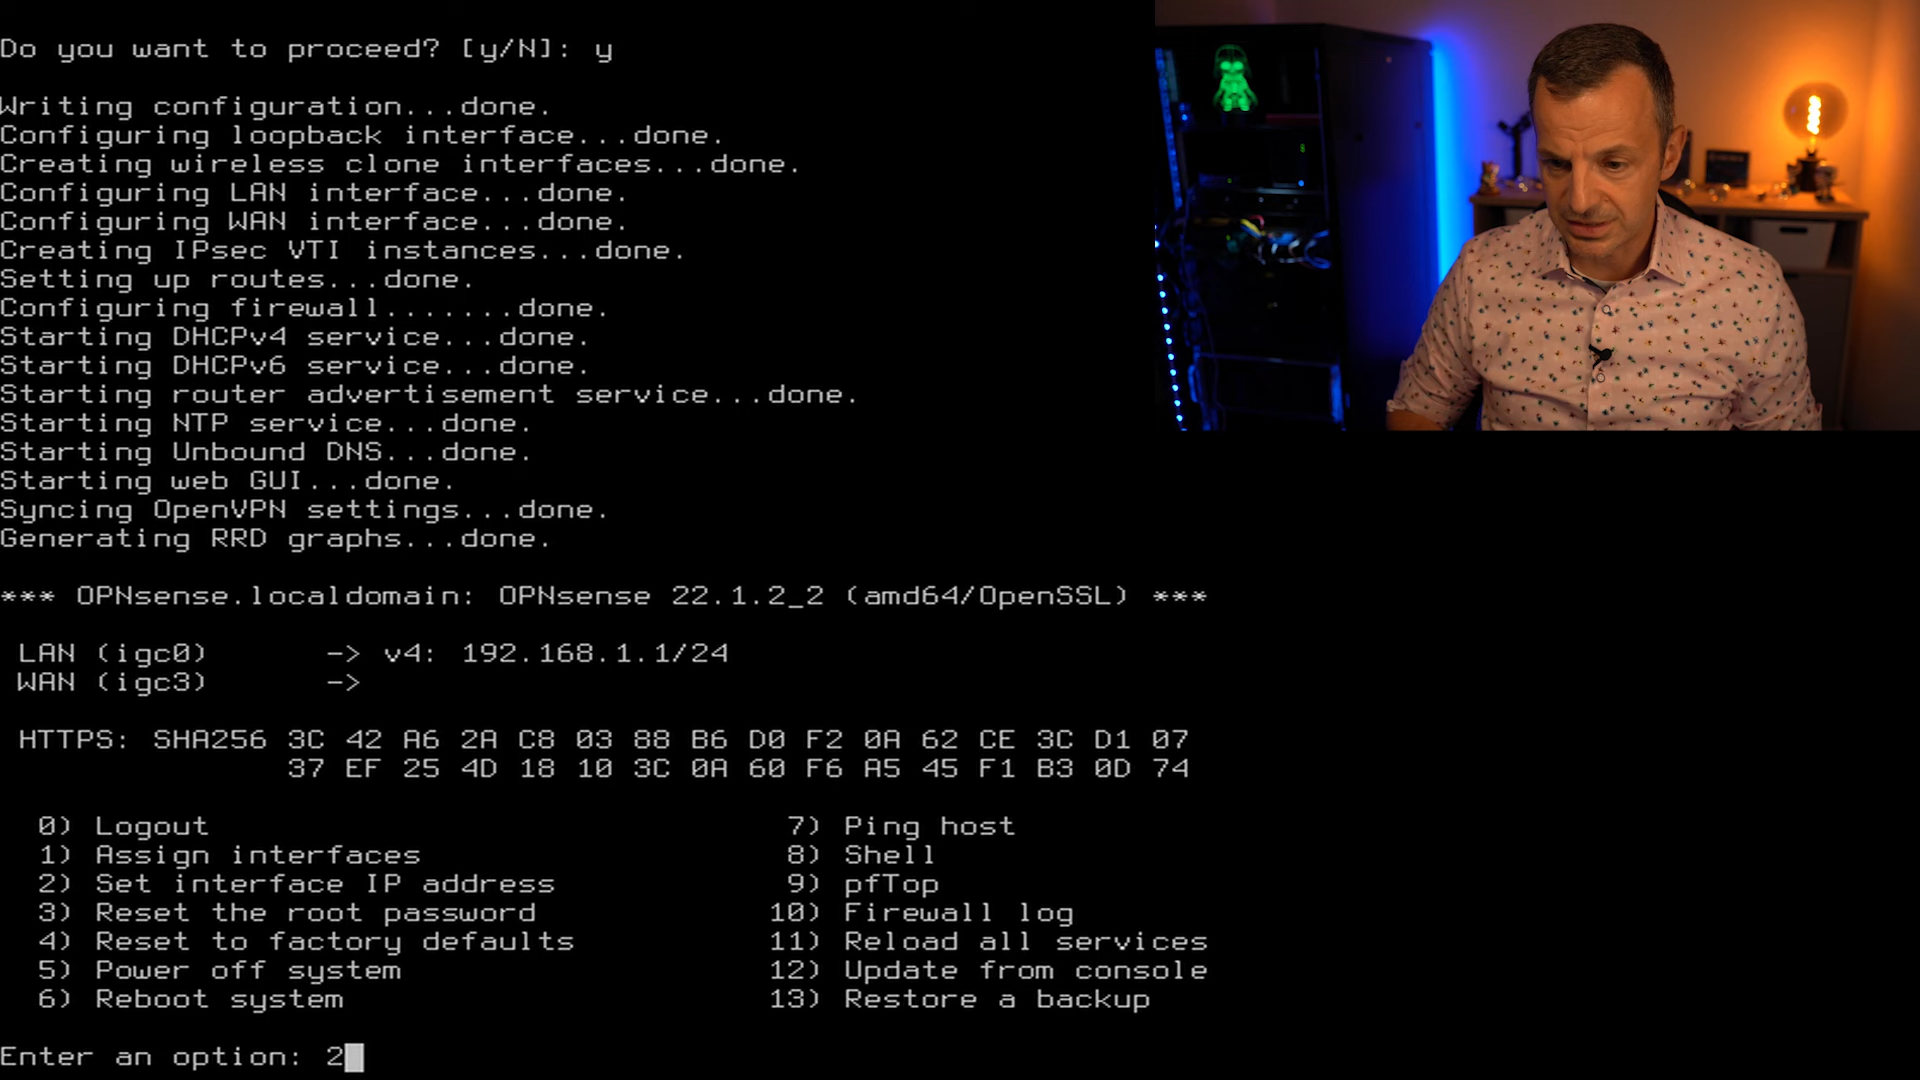 Do you want to proceed? [y/N]: y
Writing configuration...done.
Configuring loopback interface...done.
Creating wireless clone interfaces...done.
Configuring LAN interface...done.
Configuring WAN interface...done.
Creating IPsec VTI instances...done.
Setting up routes...done.
Configuring firewall.......done.
Starting DHCPv4 service...done.
Starting DHCPv6 service...done.
Starting router advertisement service...done.
Starting NTP service...done.
Starting Unbound DNS...done.
Starting web GUI...done.
Syncing OpenVPN settings...done.
Generating RRD graphs...done.
*** OPNsense.localdomain: OPNsense 22.1.2_2 (amd64/OpenSSL) ***
LAN (igc0) -> v4: 192.168.1.1/24
WAN (igc3) ->
HTTPS: SHA256 3C 42 A6 2A C8 03 88 B6 D0 F2 0A 62 CE 3C D1 07
37 EF 25 4D 18 10 3C 0A 60 F6 A5 45 F1 B3 0D 74
0) Logout 7) Ping host
1) Assign interfaces 8) Shell
2) Set interface IP address 9) pfTop
3) Reset the root password 10) Firewall log
4) Reset to factory defaults 11) Reload all services
5) Power off system 12) Update from console
6) Reboot system 13) Restore a backup
Enter an option: 2